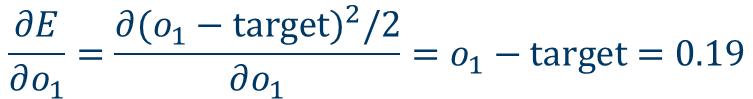 ∂E/∂o₁ = ∂(o₁ − target)²/2 / ∂o₁ = o₁ − target = 0.19